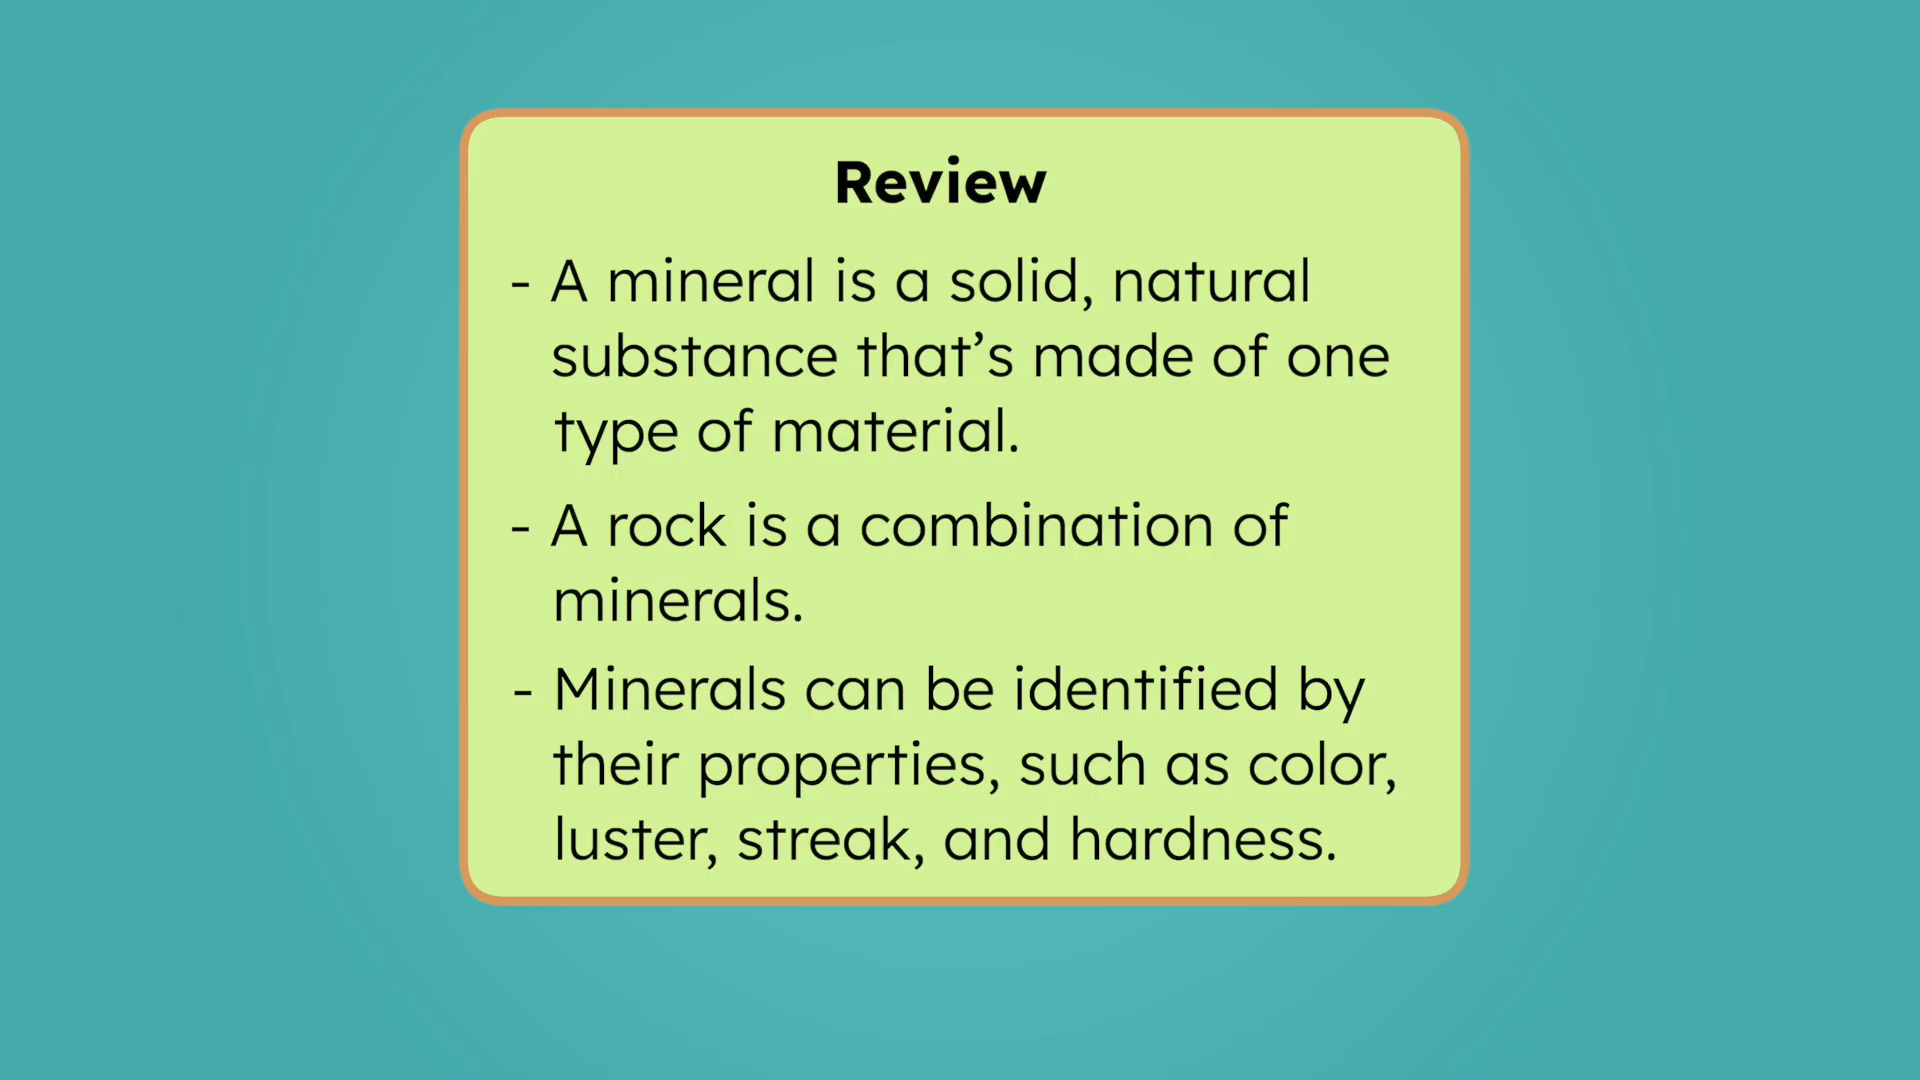 Review
- A mineral is a solid, natural
substance that’s made of one
type of material.
- A rock is a combination of
minerals.
- Minerals can be identified by
their properties, such as color,
luster, streak, and hardness.